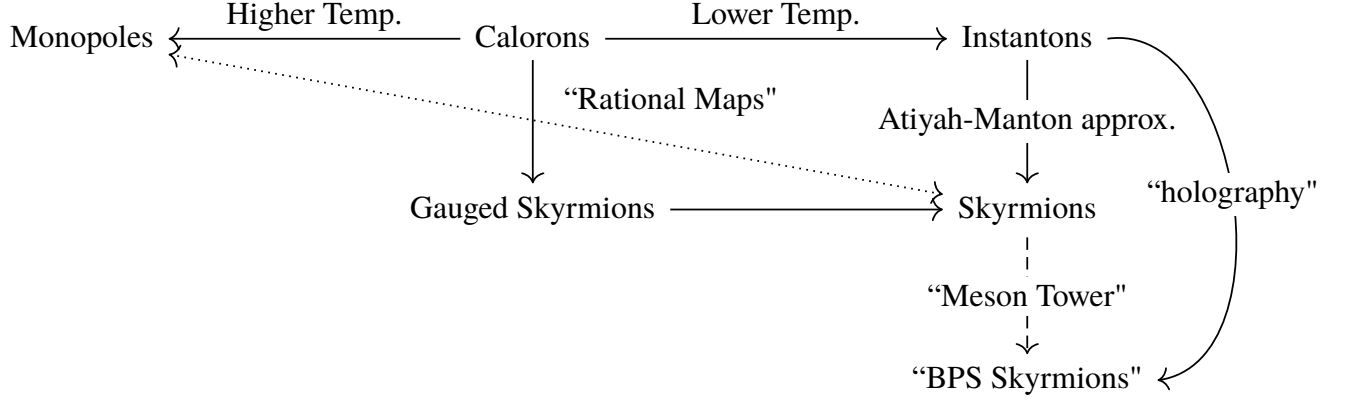 Higher Temp.
Lower Temp.
Monopoles
Calorons
Instantons
“Rational Maps"
Atiyah-Manton approx.
“holography"
Gauged Skyrmions
Skyrmions
“Meson Tower"
“BPS Skyrmions"